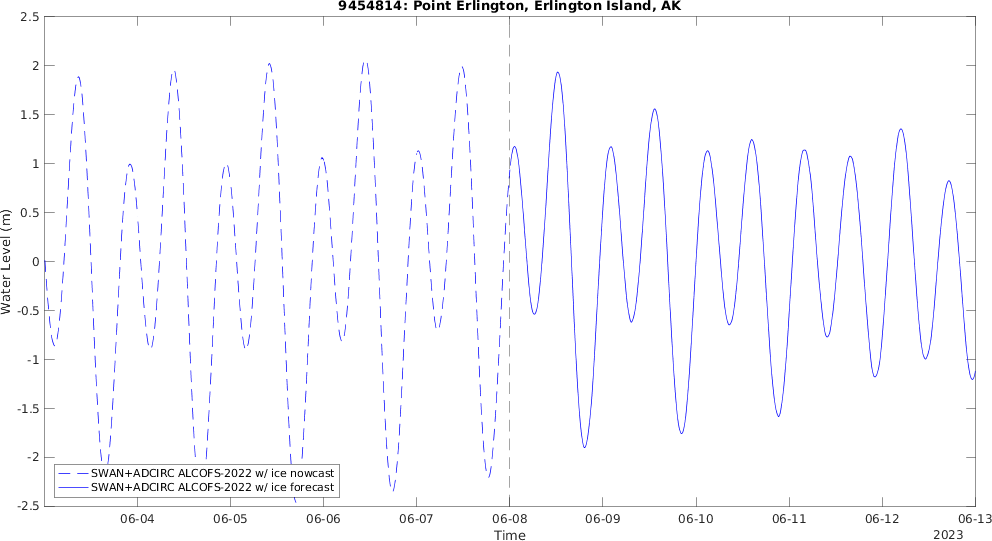 9454814: Point Erlington, Erlington Island, AK
2.5
2
1.5
1
0.5
0
-0.5
-1
-1.5
-2
-2.5
Water Level (m)
SWAN+ADCIRC ALCOFS-2022 w/ ice nowcast
SWAN+ADCIRC ALCOFS-2022 w/ ice forecast
06-04 06-05 06-06 06-07 06-08 06-09 06-10 06-11 06-12 06-13
Time
2023